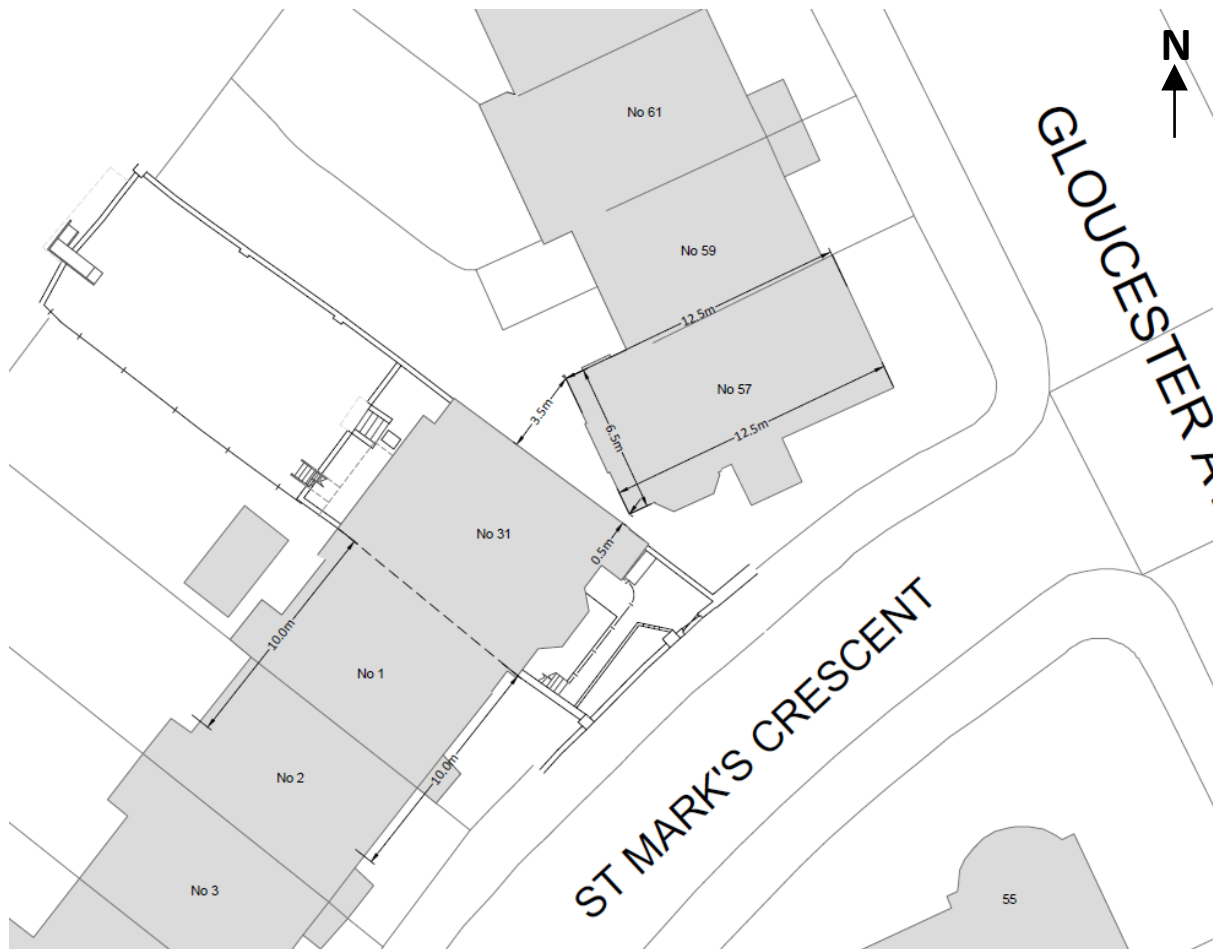 N
No 61
GLOUCESTER A
No 59
12.5m
No 57
3.5m
6.5m
12.5m
No 31
0.5m
10.0m
No 1
ST MARK'S CRESCENT
10.0m
No 2
No 3
55